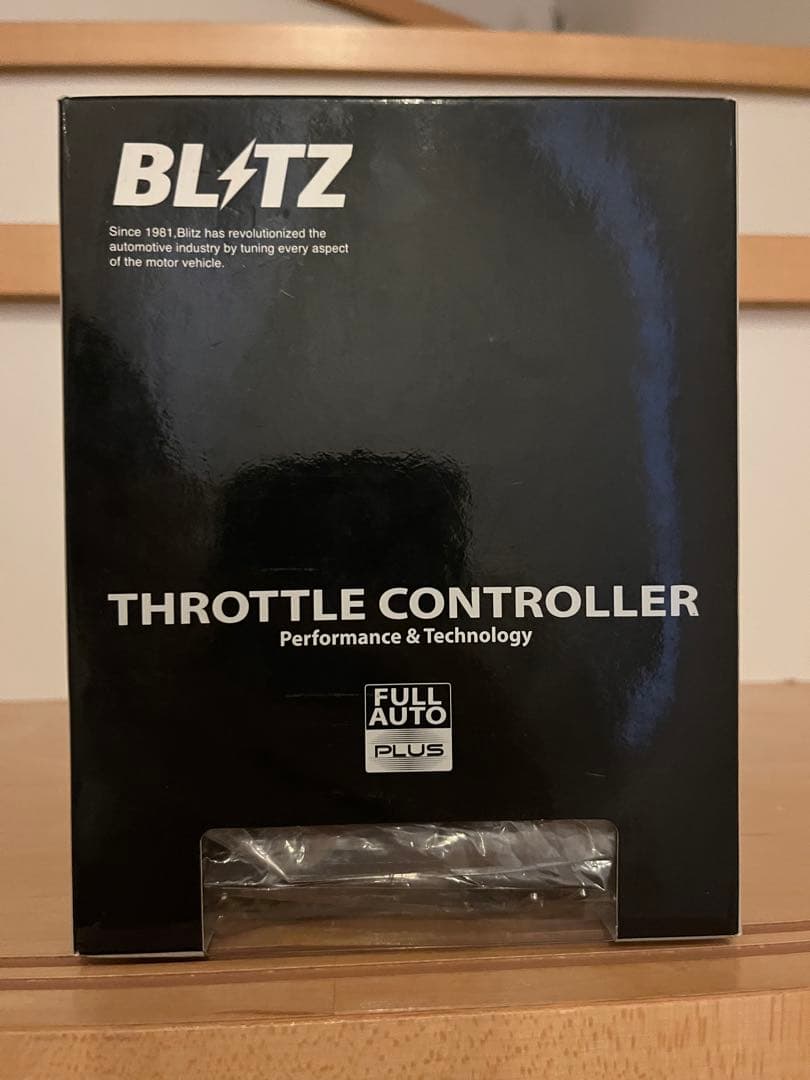 BLITZ
Since 1981,Blitz has revolutionized the
automotive industry by tuning every aspect
of the motor vehicle.
THROTTLE CONTROLLER
Performance & Technology
FULL
AUTO
PLUS